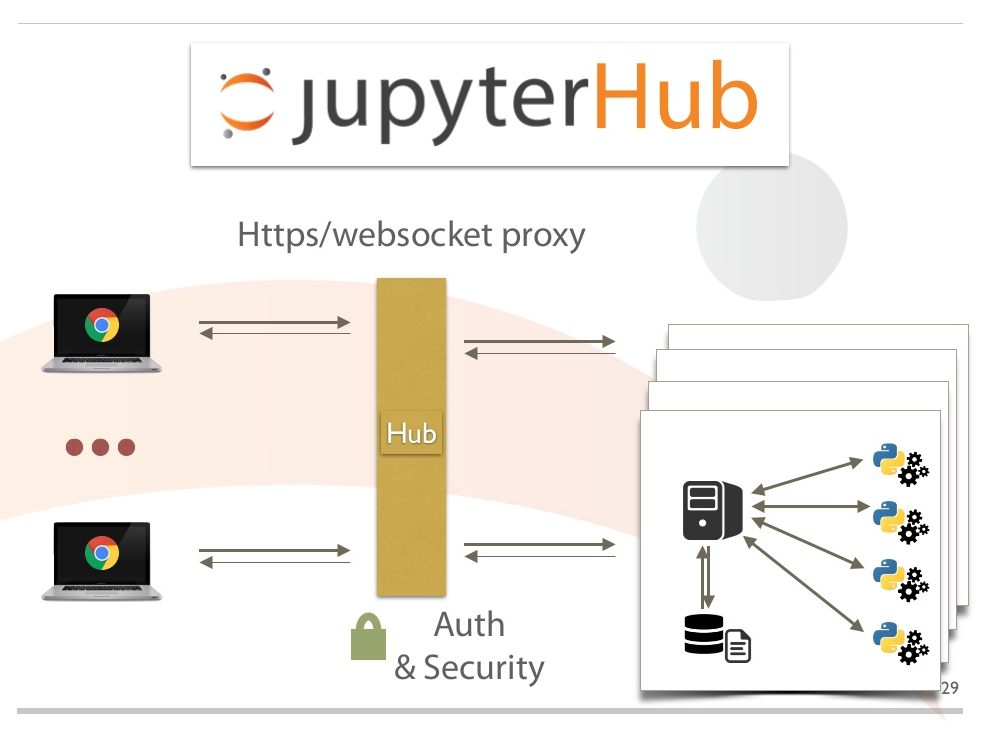 jupyterHub
Https/websocket proxy
Hub
Auth
& Security
29